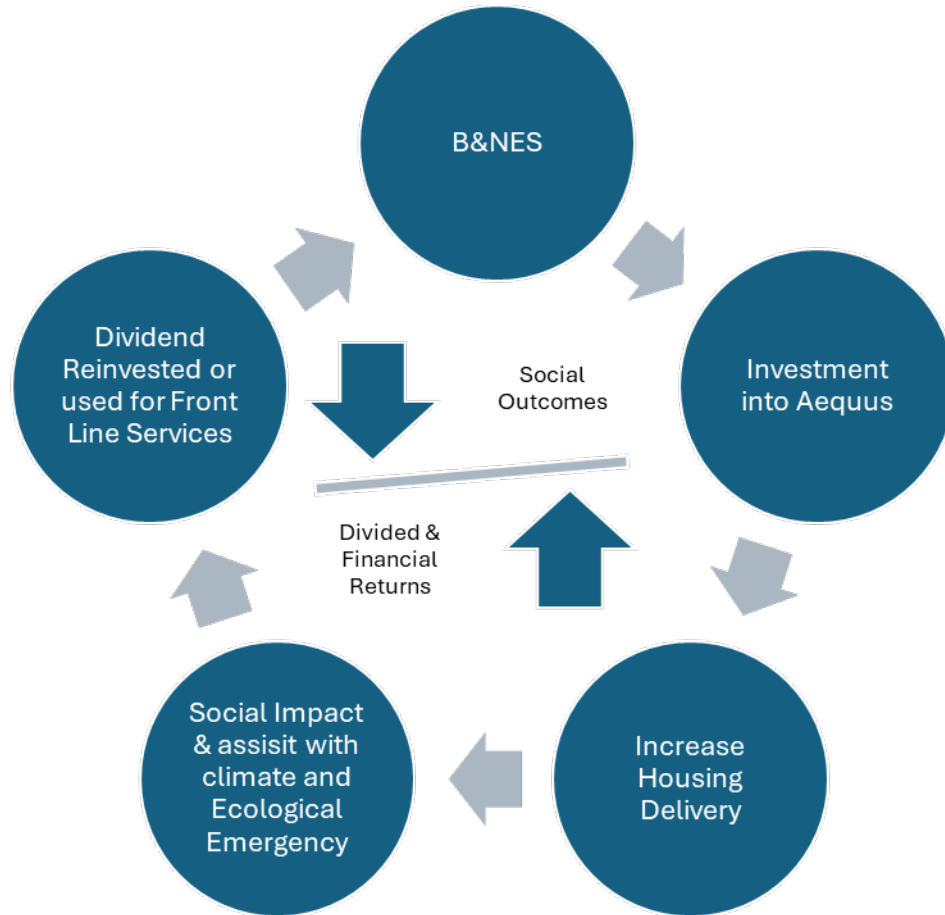 B&NES
Investment
into Aequus
Increase
Housing
Delivery
Social Impact
& assisit with
climate and
Ecological
Emergency
Dividend
Reinvested or
used for Front
Line Services
Social
Outcomes
Divided &
Financial
Returns